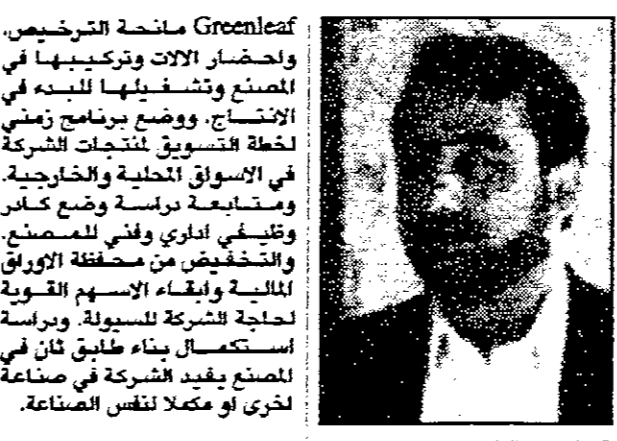 Greenleaf مانحة الترخيص،
واحضار الالات وتركيبها في
المصنع وتشغيلها للبدء في
الانتاج، ووضع برنامج زمني
لخطة التسويق لمنتجات الشركة
في الاسواق المحلية والخارجية،
ومتابعة دراسة وضع كادر
وظيفي اداري وفني للمصنع،
والتخفيض من محفظة الاوراق
المالية وابقاء الاسهم القوية
لحاجة الشركة للسيولة، ودراسة
استكمال بناء طابق ثان في
المصنع يفيد الشركة في صناعة
اخرى او مكملا لنفس الصناعة.